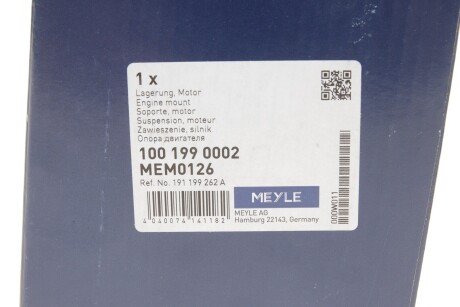 1 x
Lagerung, Motor
Engine mount
Soporte, motor
Suspension, moteur
Zawieszenie, silnik
Опора двигателя
100 199 0002
MEM0126
Ref. No. 191 199 262 A
MEYLE
MEYLE AG
Hamburg 22143, Germany
4 040074 141182
000W011